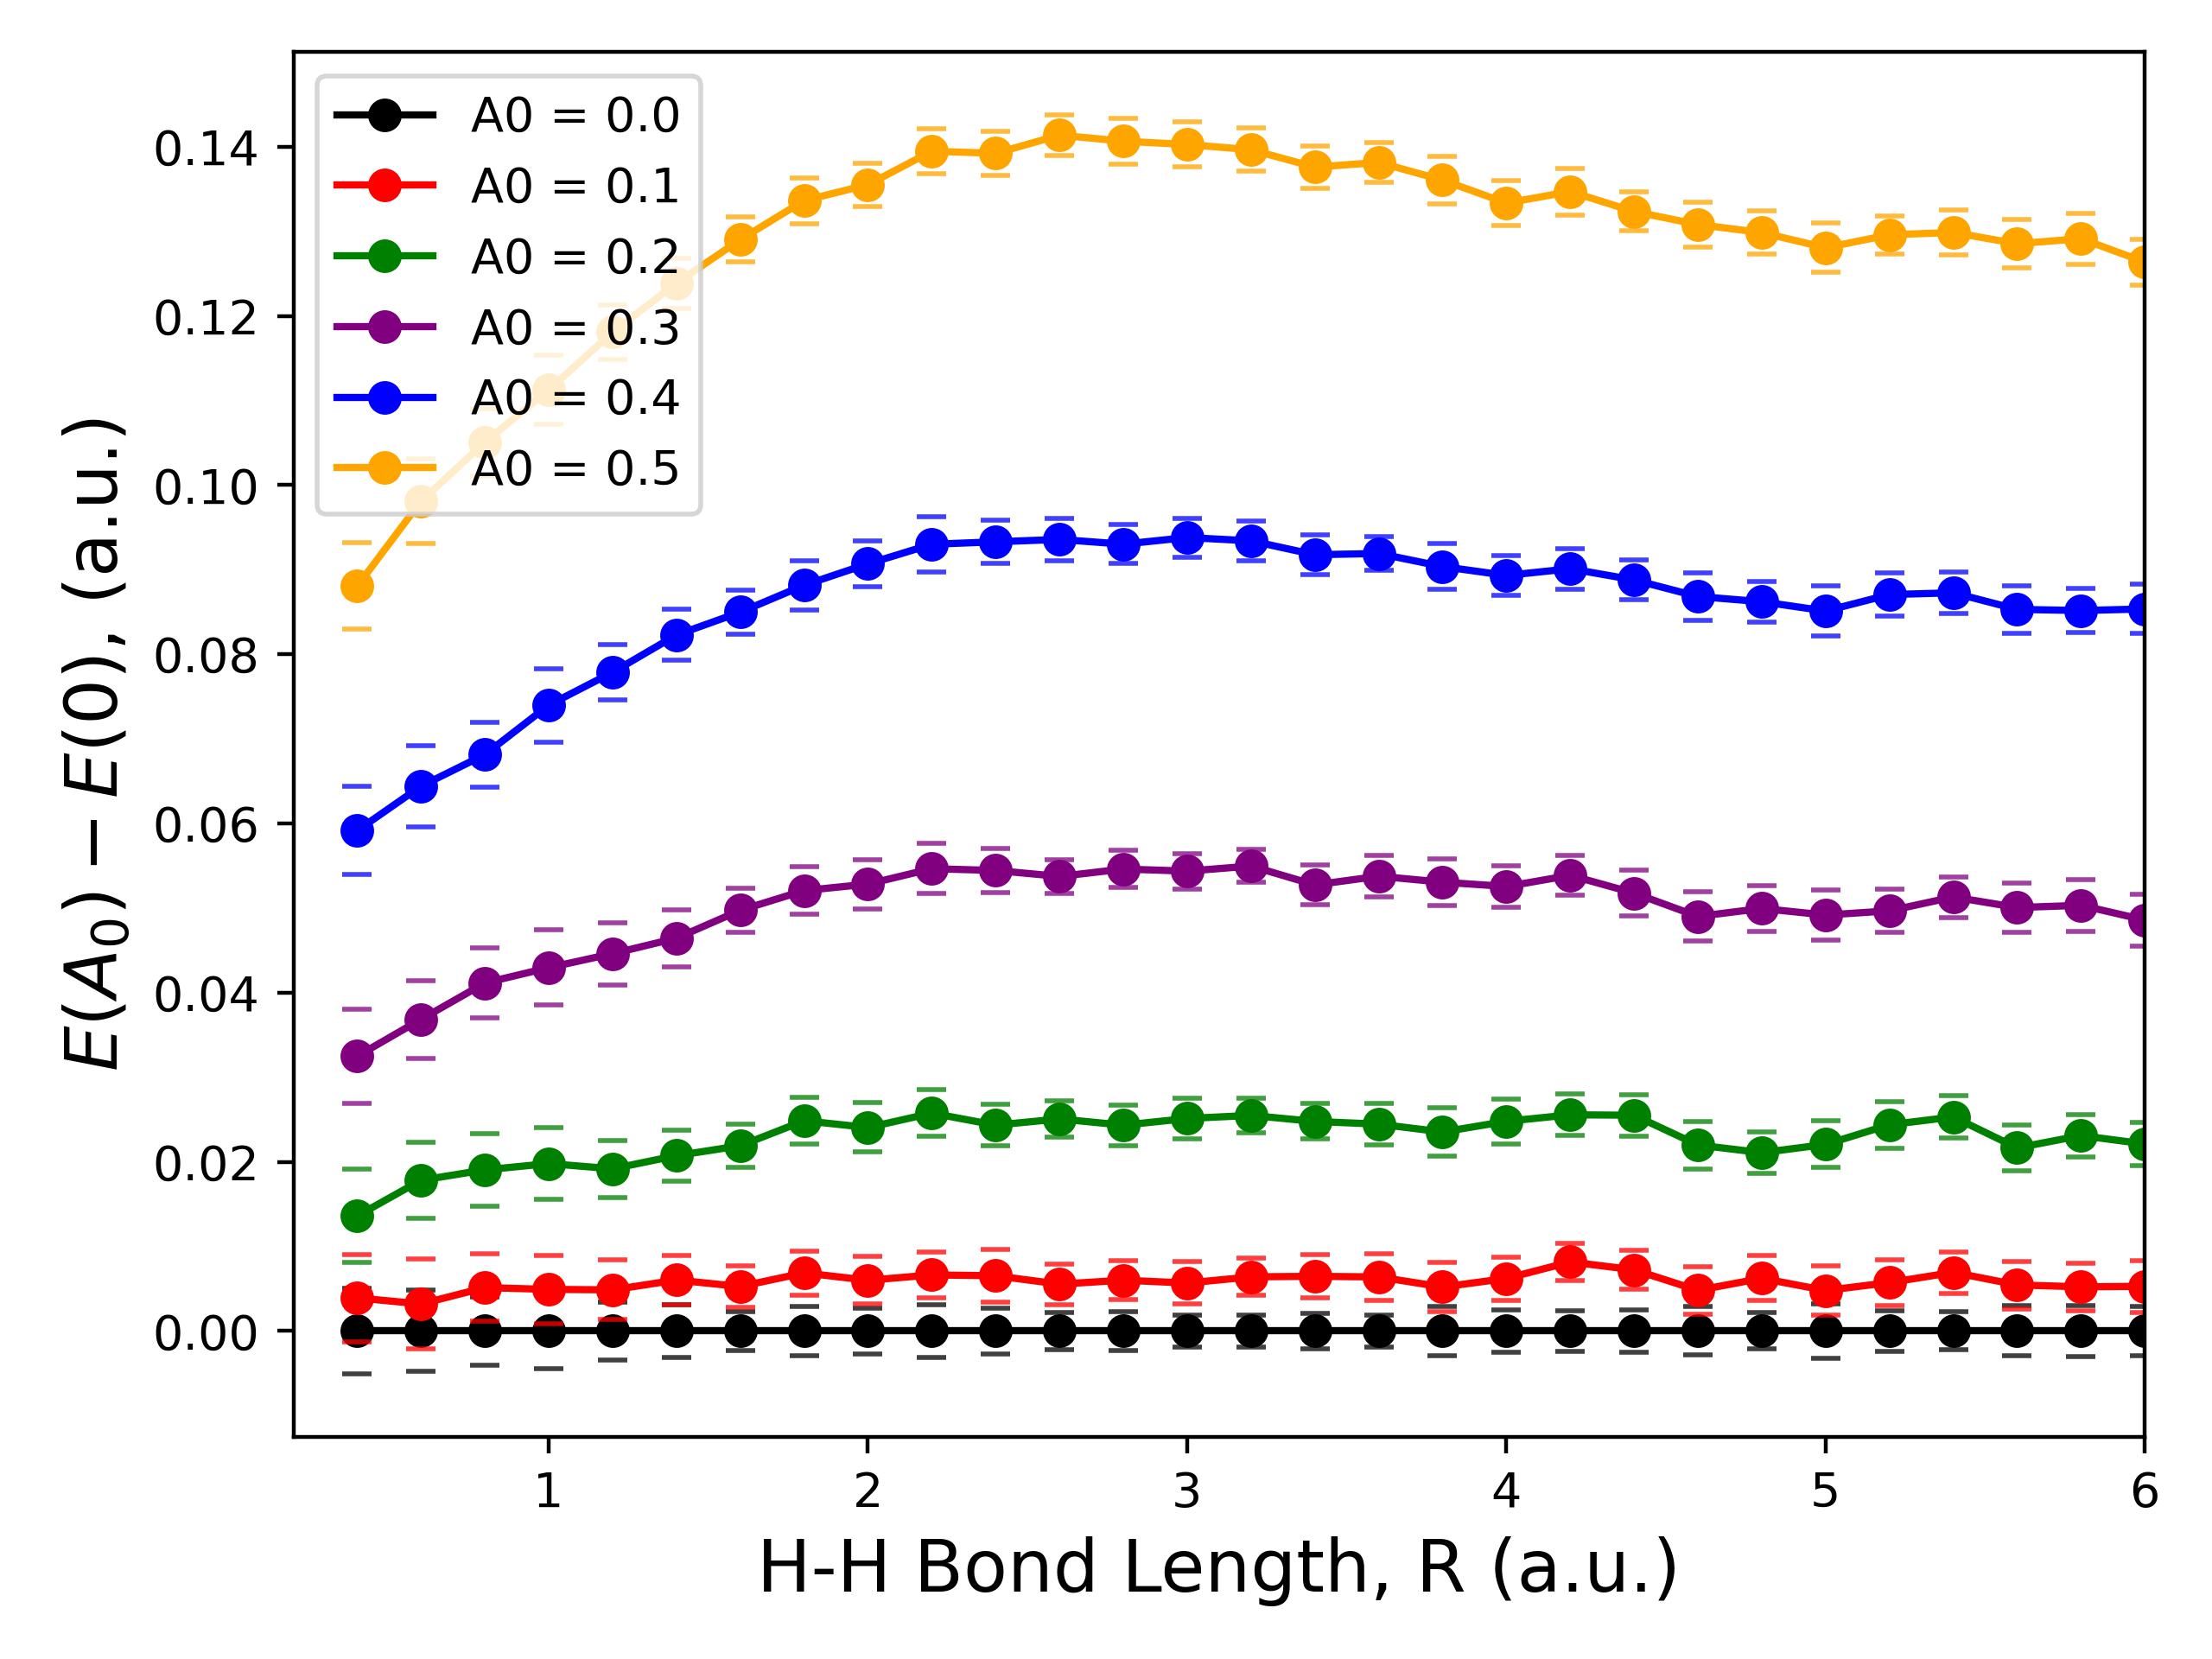 A0 = 0.0
A0 = 0.1
A0 = 0.2
A0 = 0.3
A0 = 0.4
A0 = 0.5
0.14
0.12
0.10
0.08
0.06
0.04
0.02
0.00
E(A₀) − E(0), (a.u.)
1 2 3 4 5 6
H-H Bond Length, R (a.u.)